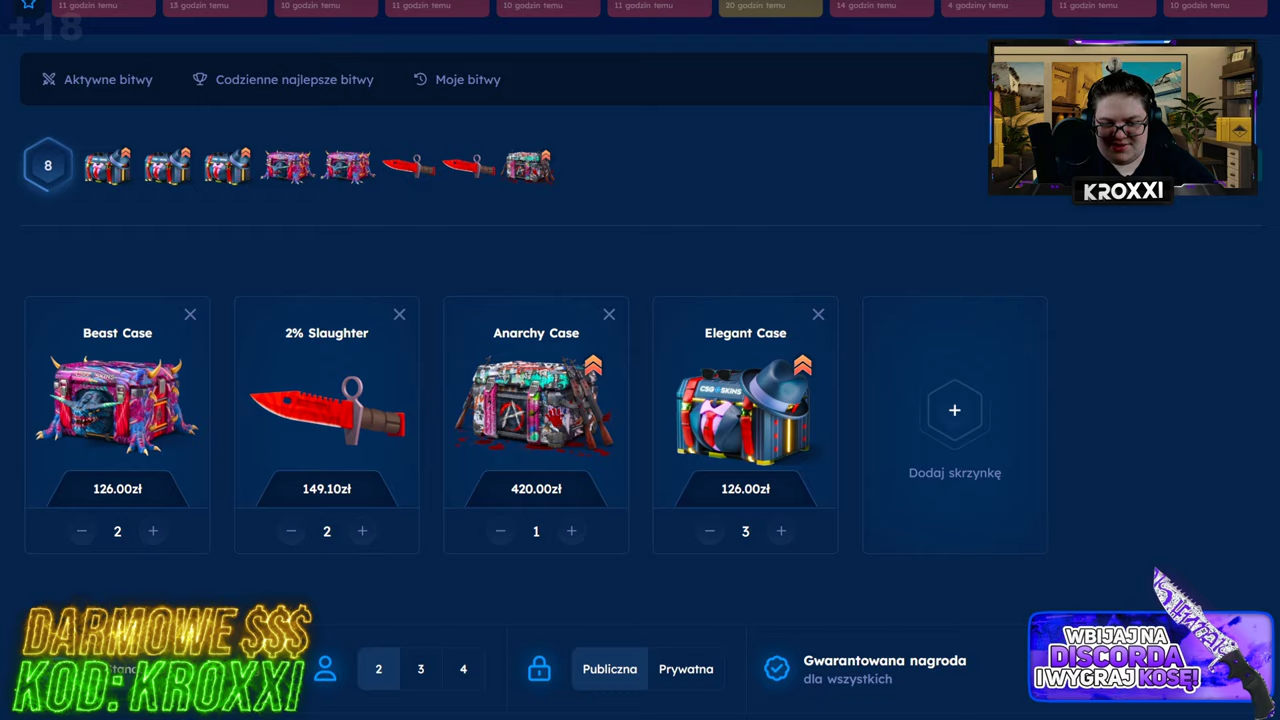 11 godzin temu
13 godzin temu
10 godzin temu
11 godzin temu
10 godzin temu
11 godzin temu
20 godzin temu
14 godzin temu
4 godziny temu
11 godzin temu
10 godzin temu
+18
Aktywne bitwy
Codzienne najlepsze bitwy
Moje bitwy
8
KROXXI
Beast Case
2% Slaughter
Anarchy Case
Elegant Case
CSGO SKINS
Dodaj skrzynkę
126.00zł
149.10zł
420.00zł
126.00zł
2
2
1
3
DARMOWE $$$
KOD: KROXXI
2
3
4
Publiczna
Prywatna
Gwarantowana nagroda
dla wszystkich
WBIJAJ NA
DISCORDA
I WYGRAJ KOSĘ!